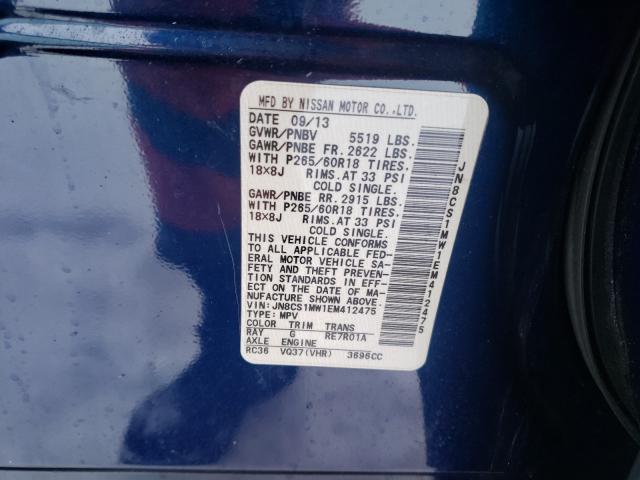 MFD BY NISSAN MOTOR CO.,LTD.
DATE 09/13
GVWR/PNBV 5519 LBS.
GAWR/PNBE FR. 2622 LBS.
WITH P265/60R18 TIRES.
18×8J RIMS.AT 33 PSI
COLD SINGLE.
GAWR/PNBE RR. 2915 LBS.
WITH P265/60R18 TIRES.
18×8J RIMS.AT 33 PSI
COLD SINGLE.
THIS VEHICLE CONFORMS
TO ALL APPLICABLE FED-
ERAL MOTOR VEHICLE SA-
FETY AND THEFT PREVEN-
TION STANDARDS IN EFF-
ECT ON THE DATE OF MA-
NUFACTURE SHOWN ABOVE.
VIN:JN8CS1MW1EM412475
TYPE: MPV
COLOR TRIM TRANS
RAY G RE7R01A
AXLE ENGINE
RC36 VQ37(VHR) 3696CC
JN8CS1MW1EM412475